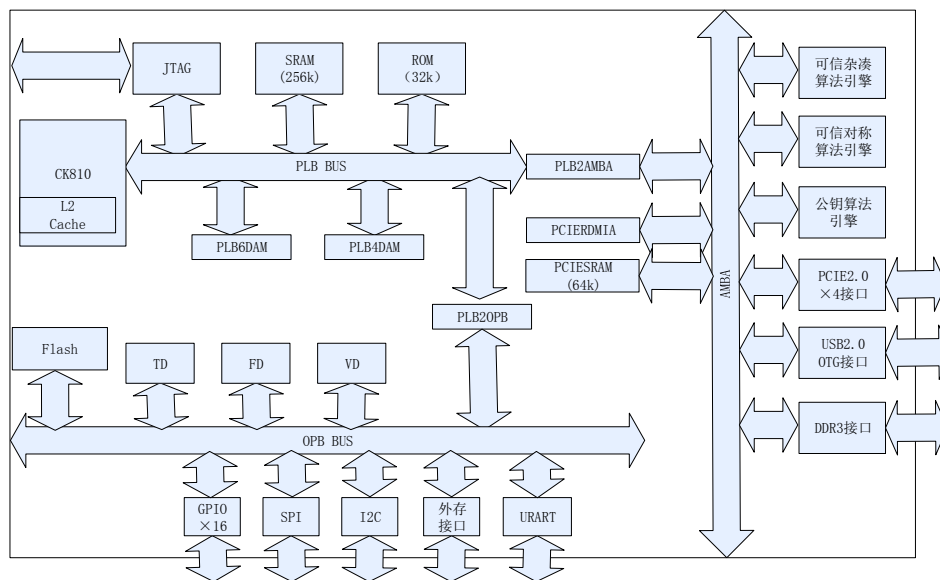 JTAG
SRAM
(256k)
ROM
（32k）
可信杂凑
算法引擎
可信对称
算法引擎
CK810
L2
Cache
PLB BUS
PLB2AMBA
公钥算法
引擎
PLB6DAM
PLB4DAM
PCIERDMIA
PCIESRAM
(64k)
AMBA
PCIE2.0
×4接口
PLB2OPB
USB2.0
OTG接口
Flash
TD
FD
VD
DDR3接口
OPB BUS
GPIO
×16
SPI
I2C
外存
接口
URART